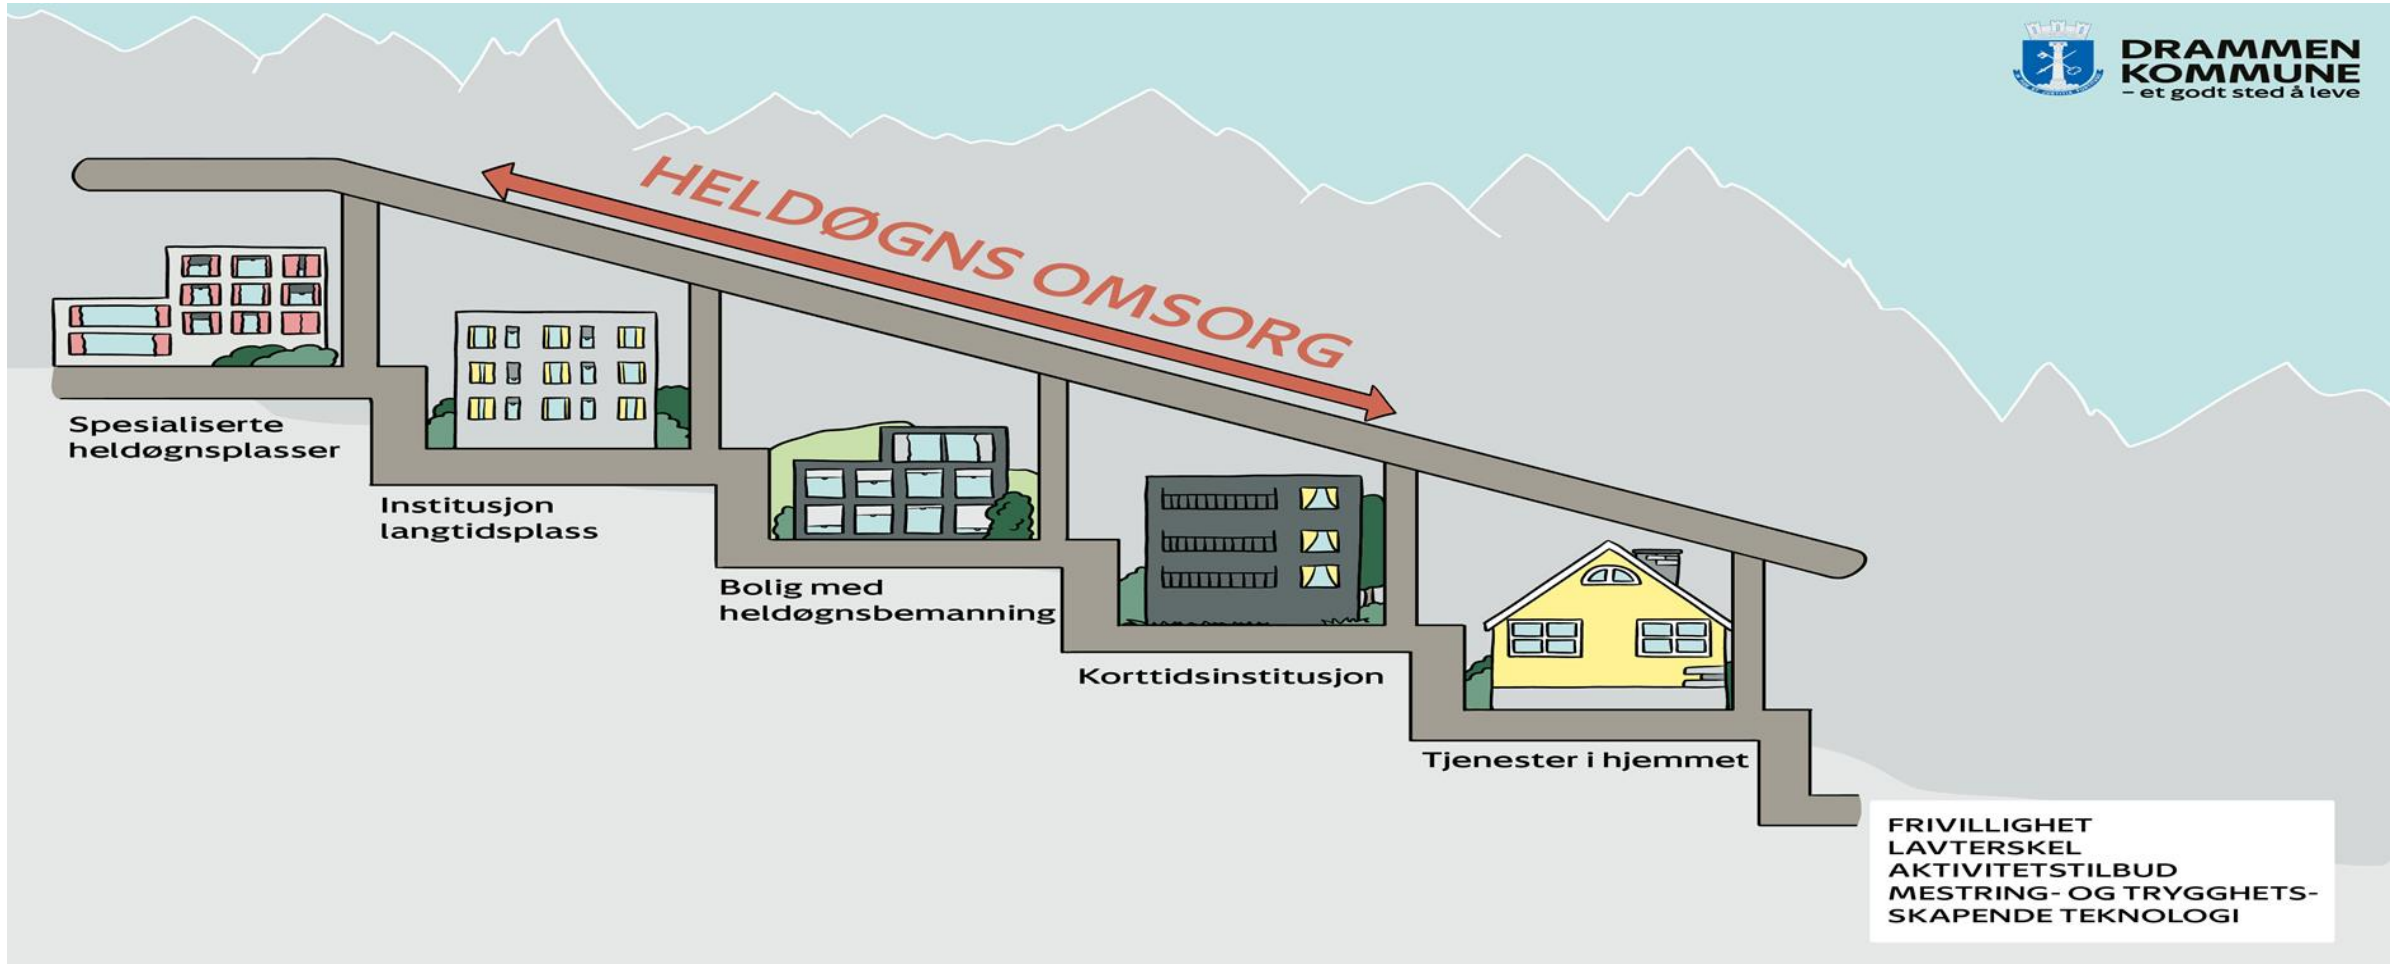 DRAMMEN
KOMMUNE
– et godt sted å leve
HELDØGNS OMSORG
Spesialiserte
heldøgnsplasser
Institusjon
langtidsplass
Bolig med
heldøgnsbemanning
Korttidsinstitusjon
Tjenester i hjemmet
FRIVILLIGHET
LAVTERSKEL
AKTIVITETSTILBUD
MESTRING- OG TRYGGHETS-
SKAPENDE TEKNOLOGI